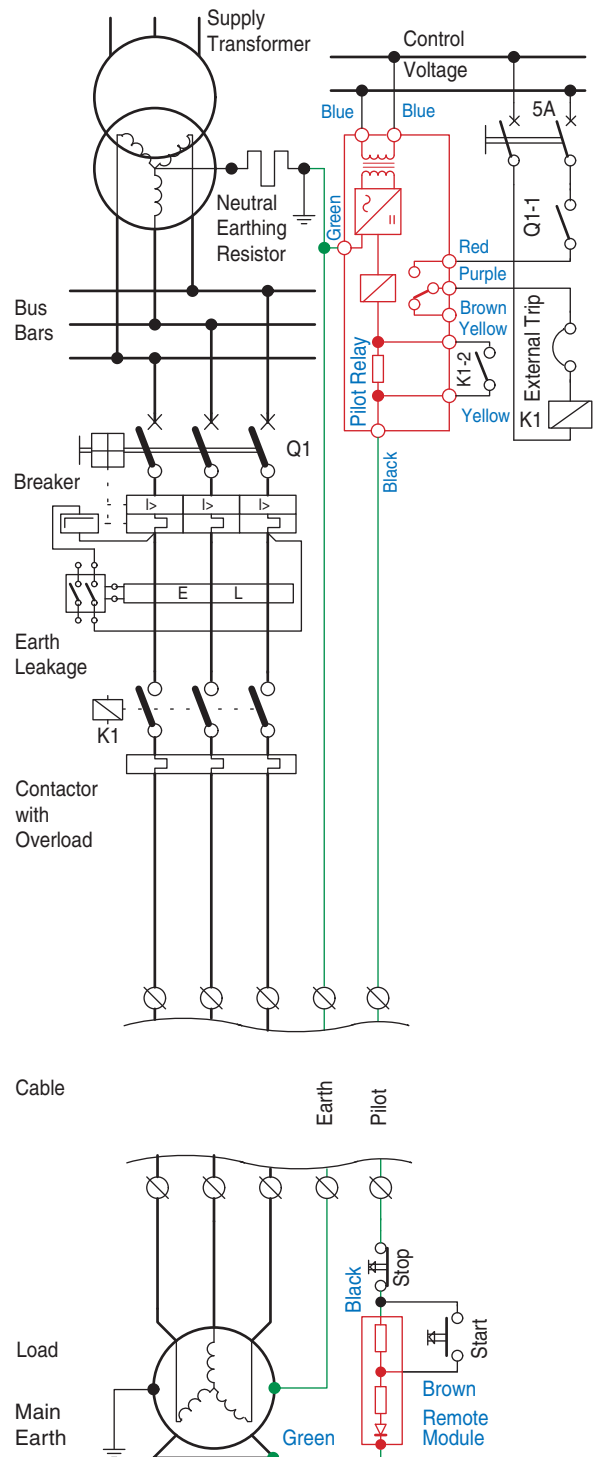 Supply
Transformer
Control
Voltage
Blue
Blue
5A
Neutral
Earthing
Resistor
Green
Q1-1
Red
Purple
Brown
Yellow
Bus
Bars
Pilot Relay
K1-2
External Trip
Yellow
K1
Q1
Black
Breaker
I>
I>
I>
E L
Earth
Leakage
K1
Contactor
with
Overload
Cable
Earth
Pilot
Stop
Black
Start
Load
Brown
Main
Earth
Green
Remote
Module